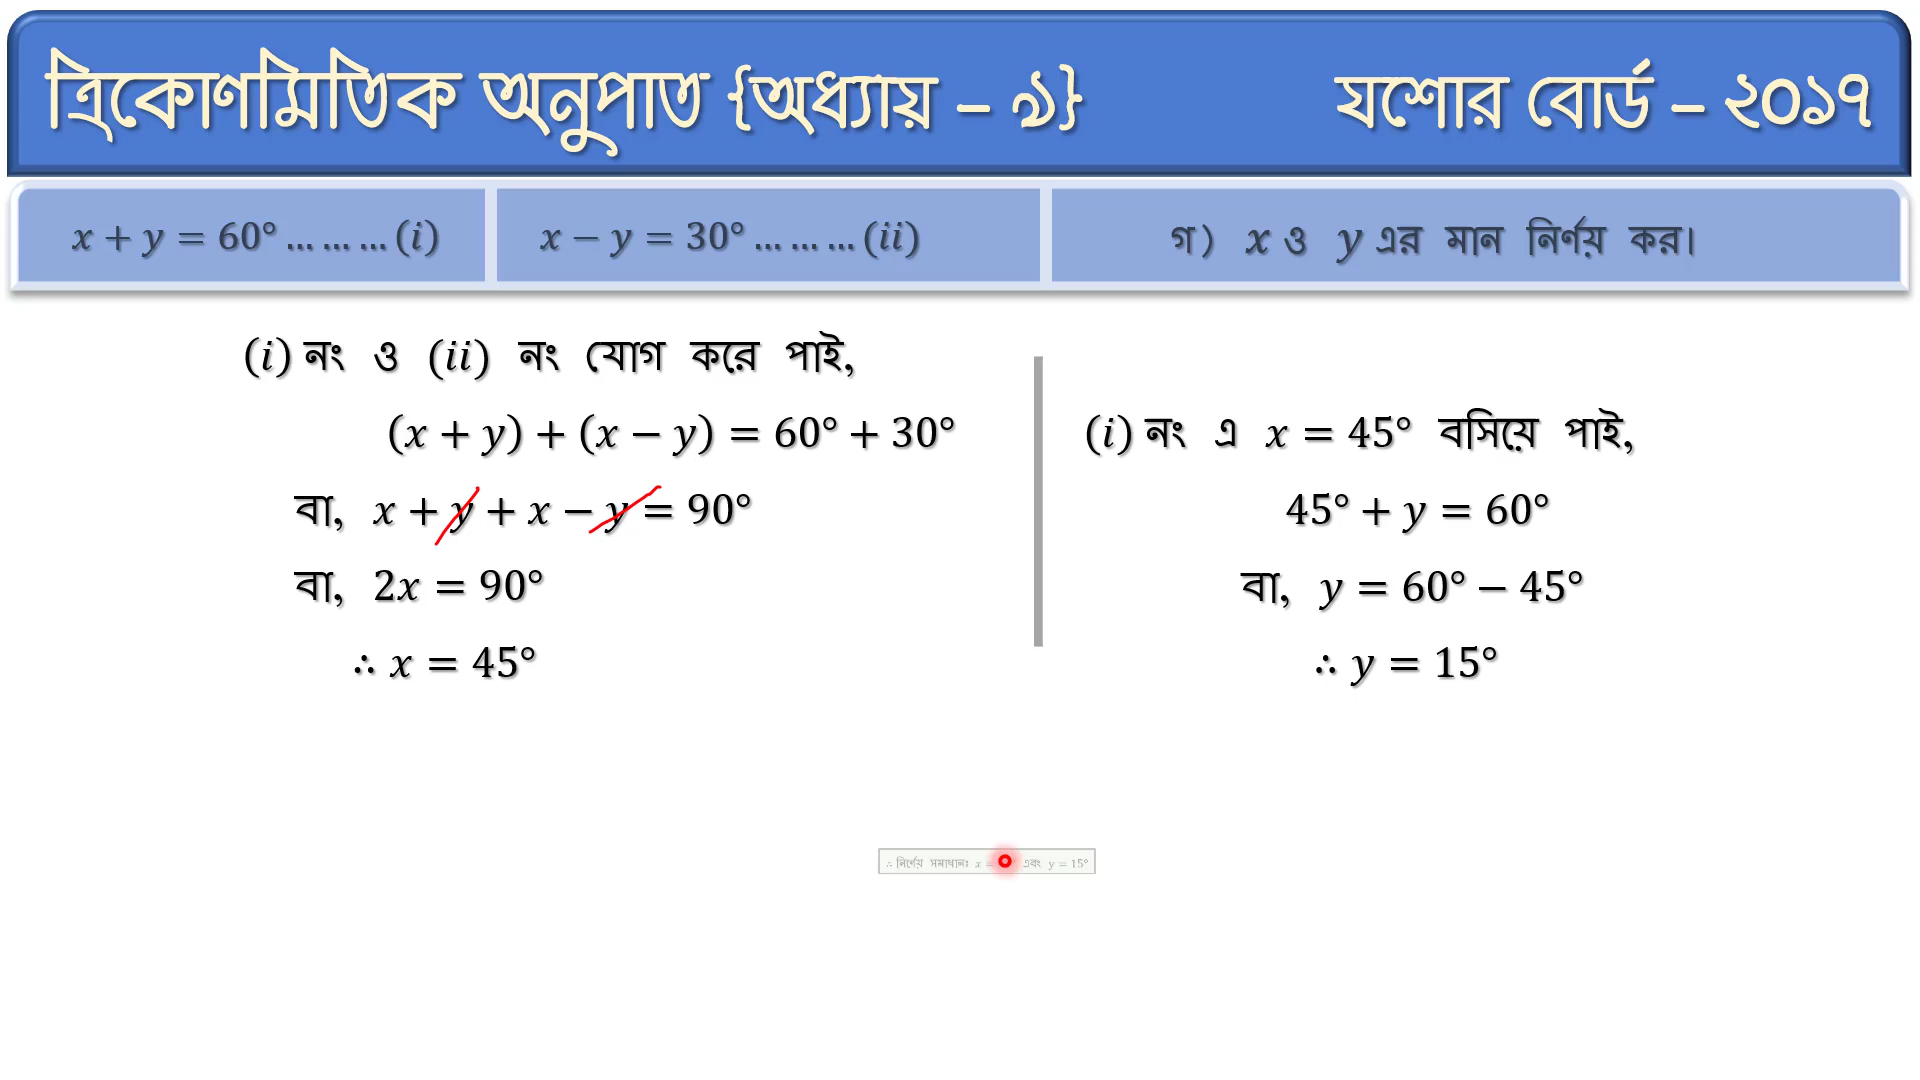 ত্রিকোণমিতিক অনুপাত {অধ্যায় – ৯} যশোর বোর্ড – ২০১৭
x + y = 60° ... ... ... (i) x − y = 30° ... ... ... (ii) গ) x ও y এর মান নির্ণয় কর।
(i) নং ও (ii) নং যোগ করে পাই,
(x + y) + (x − y) = 60° + 30°
বা, x + y + x − y = 90°
বা, 2x = 90°
∴ x = 45°
(i) নং এ x = 45° বসিয়ে পাই,
45° + y = 60°
বা, y = 60° − 45°
∴ y = 15°
∴ নির্ণেয় সমাধানঃ x = এবং y = 15°